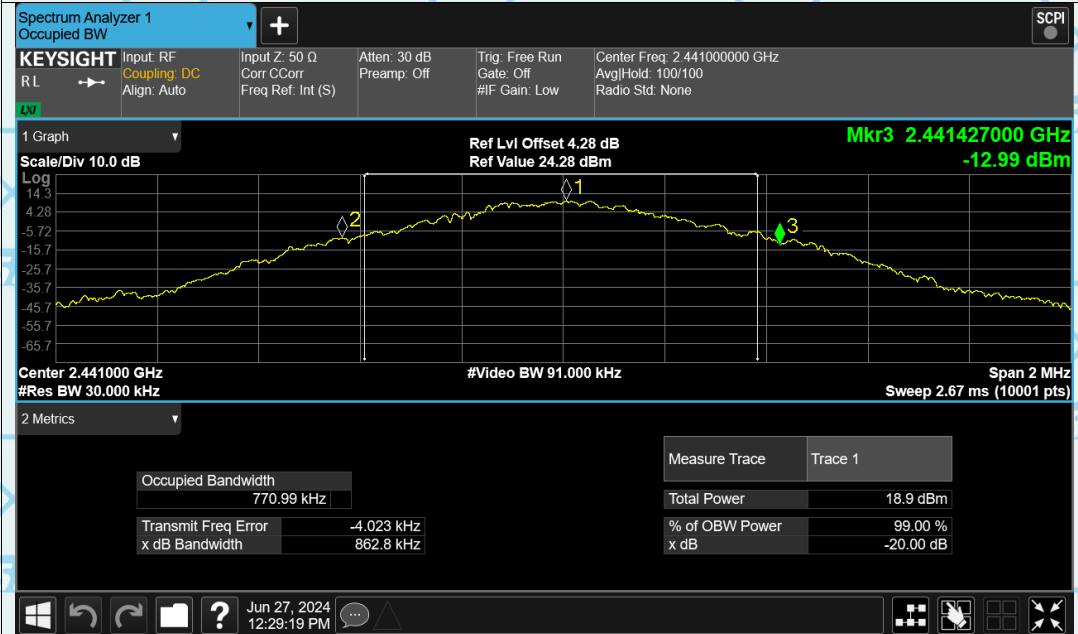 Spectrum Analyzer 1
Occupied BW
+
SCPI
KEYSIGHT
R L
LXI
Input: RF
Coupling: DC
Align: Auto
Input Z: 50 Ω
Corr CCorr
Freq Ref: Int (S)
Atten: 30 dB
Preamp: Off
Trig: Free Run
Gate: Off
#IF Gain: Low
Center Freq: 2.441000000 GHz
Avg|Hold: 100/100
Radio Std: None
1 Graph
Scale/Div 10.0 dB
Ref Lvl Offset 4.28 dB
Ref Value 24.28 dBm
Mkr3 2.441427000 GHz
-12.99 dBm
Log
14.3
4.28
-5.72
-15.7
-25.7
-35.7
-45.7
-55.7
-65.7
1
2
3
Center 2.441000 GHz
#Video BW 91.000 kHz
Span 2 MHz
#Res BW 30.000 kHz
Sweep 2.67 ms (10001 pts)
2 Metrics
Occupied Bandwidth
770.99 kHz
Transmit Freq Error -4.023 kHz
x dB Bandwidth 862.8 kHz
Measure Trace Trace 1
Total Power 18.9 dBm
% of OBW Power 99.00 %
x dB -20.00 dB
?
Jun 27, 2024
12:29:19 PM